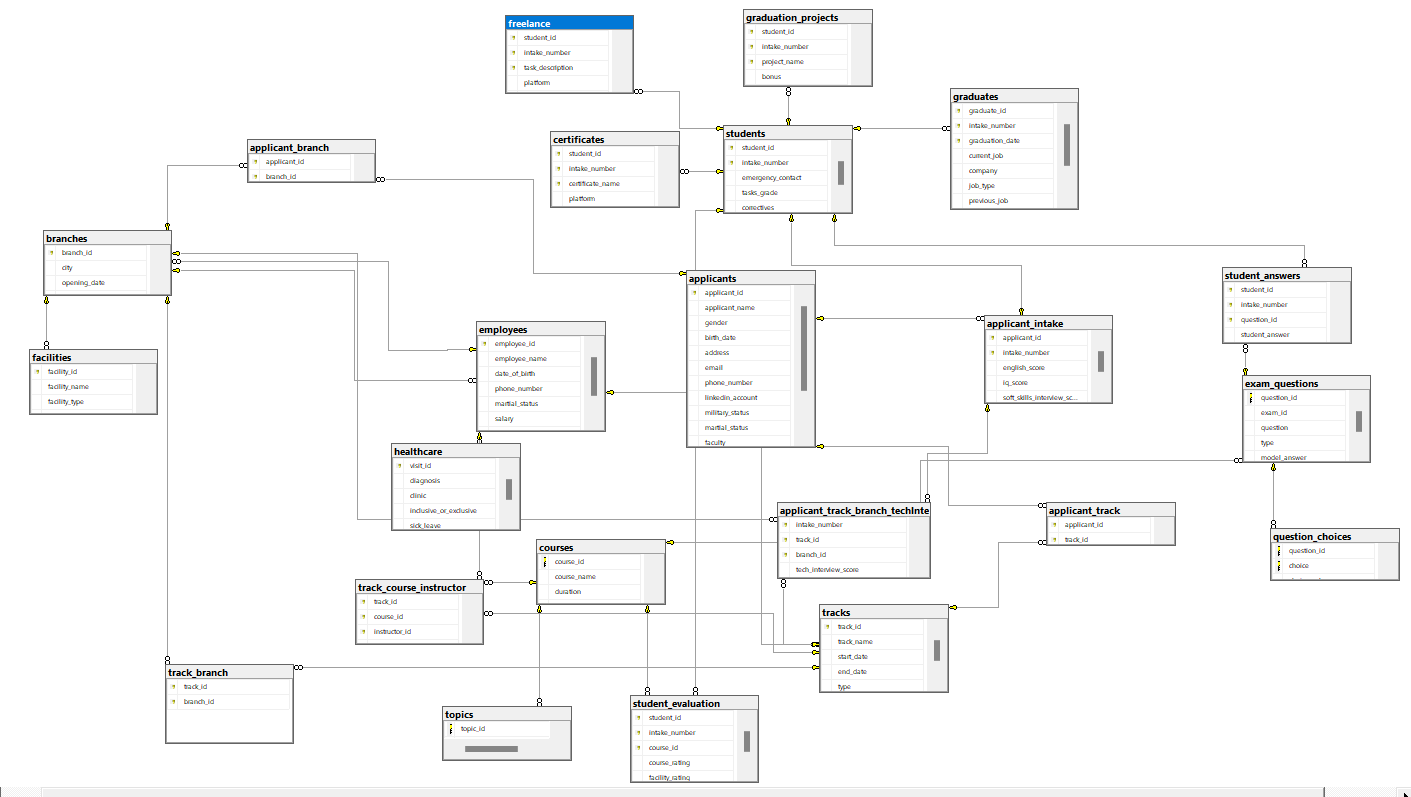 freelance
student_id
intake_number
task_description
platform
graduation_projects
student_id
intake_number
project_name
bonus
graduates
graduate_id
intake_number
graduation_date
current_job
company
job_type
previous_job
certificates
student_id
intake_number
certificate_name
platform
students
student_id
intake_number
emergency_contact
tasks_grade
correctives
applicant_branch
applicant_id
branch_id
branches
branch_id
city
opening_date
facilities
facility_id
facility_name
facility_type
employees
employee_id
employee_name
date_of_birth
phone_number
martial_status
salary
applicants
applicant_id
applicant_name
gender
birth_date
address
email
phone_number
linkedin_account
military_status
martial_status
faculty
applicant_intake
applicant_id
intake_number
english_score
iq_score
soft_skills_interview_sc...
student_answers
student_id
intake_number
question_id
student_answer
exam_questions
question_id
exam_id
question
type
model_answer
healthcare
visit_id
diagnosis
clinic
inclusive_or_exclusive
sick_leave
applicant_track_branch_techInte
intake_number
track_id
branch_id
tech_interview_score
applicant_track
applicant_id
track_id
question_choices
question_id
choice
courses
course_id
course_name
duration
track_course_instructor
track_id
course_id
instructor_id
tracks
track_id
track_name
start_date
end_date
type
track_branch
track_id
branch_id
topics
topic_id
student_evaluation
student_id
intake_number
course_id
course_rating
facility_rating